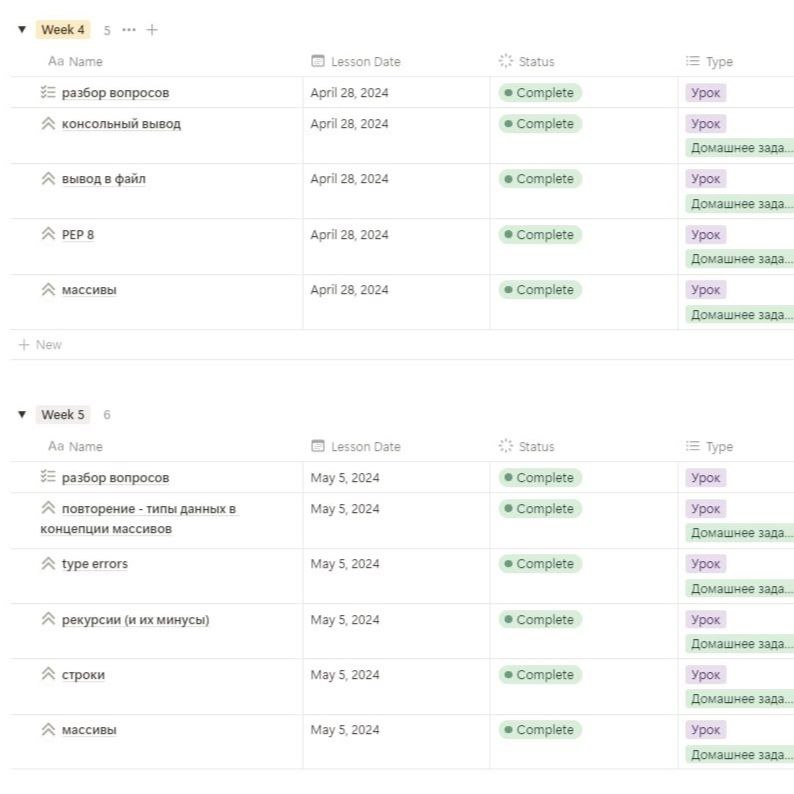 Week 4 5 ••• +
Aa Name Lesson Date Status Type
разбор вопросов April 28, 2024 Complete Урок
консольный вывод April 28, 2024 Complete Урок
Домашнее зада...
вывод в файл April 28, 2024 Complete Урок
Домашнее зада...
PEP 8 April 28, 2024 Complete Урок
Домашнее зада...
массивы April 28, 2024 Complete Урок
Домашнее зада...
+ New
Week 5 6
Aa Name Lesson Date Status Type
разбор вопросов May 5, 2024 Complete Урок
повторение - типы данных в May 5, 2024 Complete Урок
концепции массивов Домашнее зада...
type errors May 5, 2024 Complete Урок
Домашнее зада...
рекурсии (и их минусы) May 5, 2024 Complete Урок
Домашнее зада...
строки May 5, 2024 Complete Урок
Домашнее зада...
массивы May 5, 2024 Complete Урок
Домашнее зада...